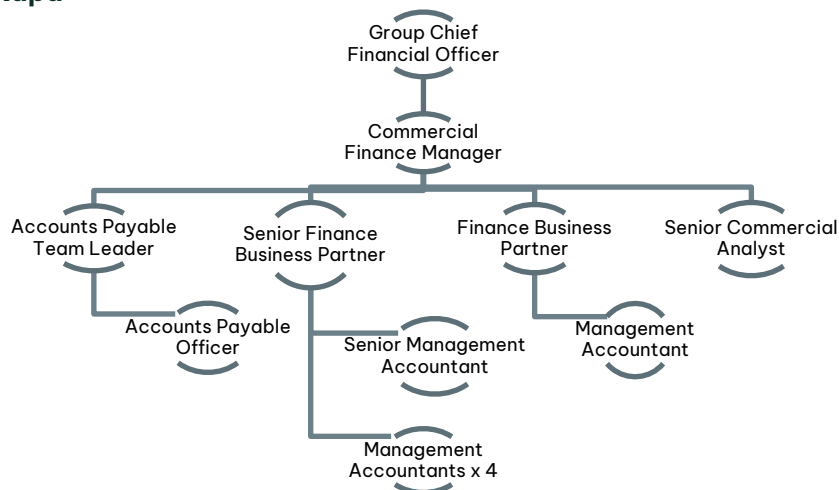 Group Chief
Financial Officer
Commercial
Finance Manager
Accounts Payable
Team Leader
Senior Finance
Business Partner
Finance Business
Partner
Senior Commercial
Analyst
Accounts Payable
Officer
Senior Management
Accountant
Management
Accountant
Management
Accountants x 4